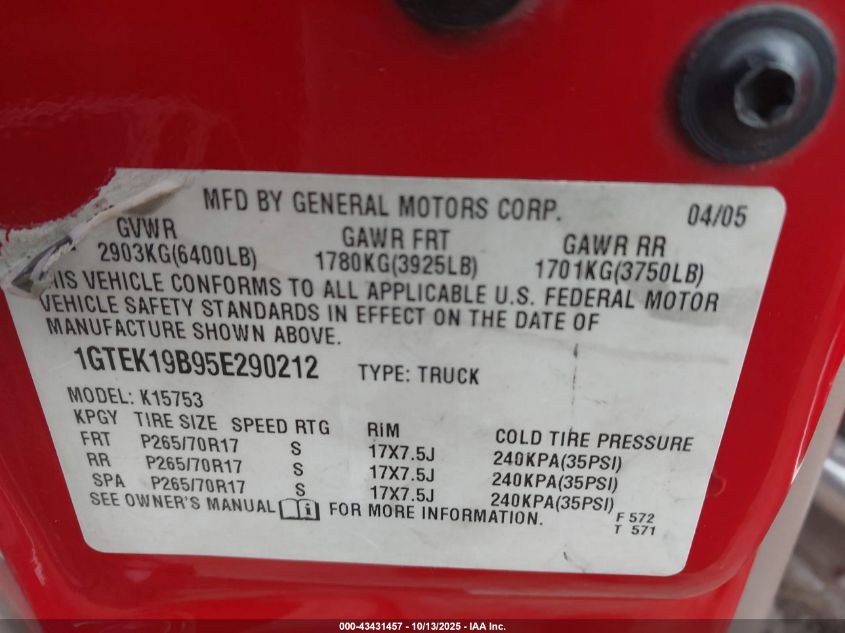 MFD BY GENERAL MOTORS CORP. 04/05
GVWR GAWR FRT GAWR RR
2903KG(6400LB) 1780KG(3925LB) 1701KG(3750LB)
HIS VEHICLE CONFORMS TO ALL APPLICABLE U.S. FEDERAL MOTOR
VEHICLE SAFETY STANDARDS IN EFFECT ON THE DATE OF
MANUFACTURE SHOWN ABOVE.
1GTEK19B95E290212 TYPE: TRUCK
MODEL: K15753
KPGY TIRE SIZE SPEED RTG RIM COLD TIRE PRESSURE
FRT P265/70R17 S 17X7.5J 240KPA(35PSI)
RR P265/70R17 S 17X7.5J 240KPA(35PSI)
SPA P265/70R17 S 17X7.5J 240KPA(35PSI)
SEE OWNER'S MANUAL i FOR MORE INFORMATION.
F 572
T 571
000-43431457 - 10/13/2025 - IAA Inc.